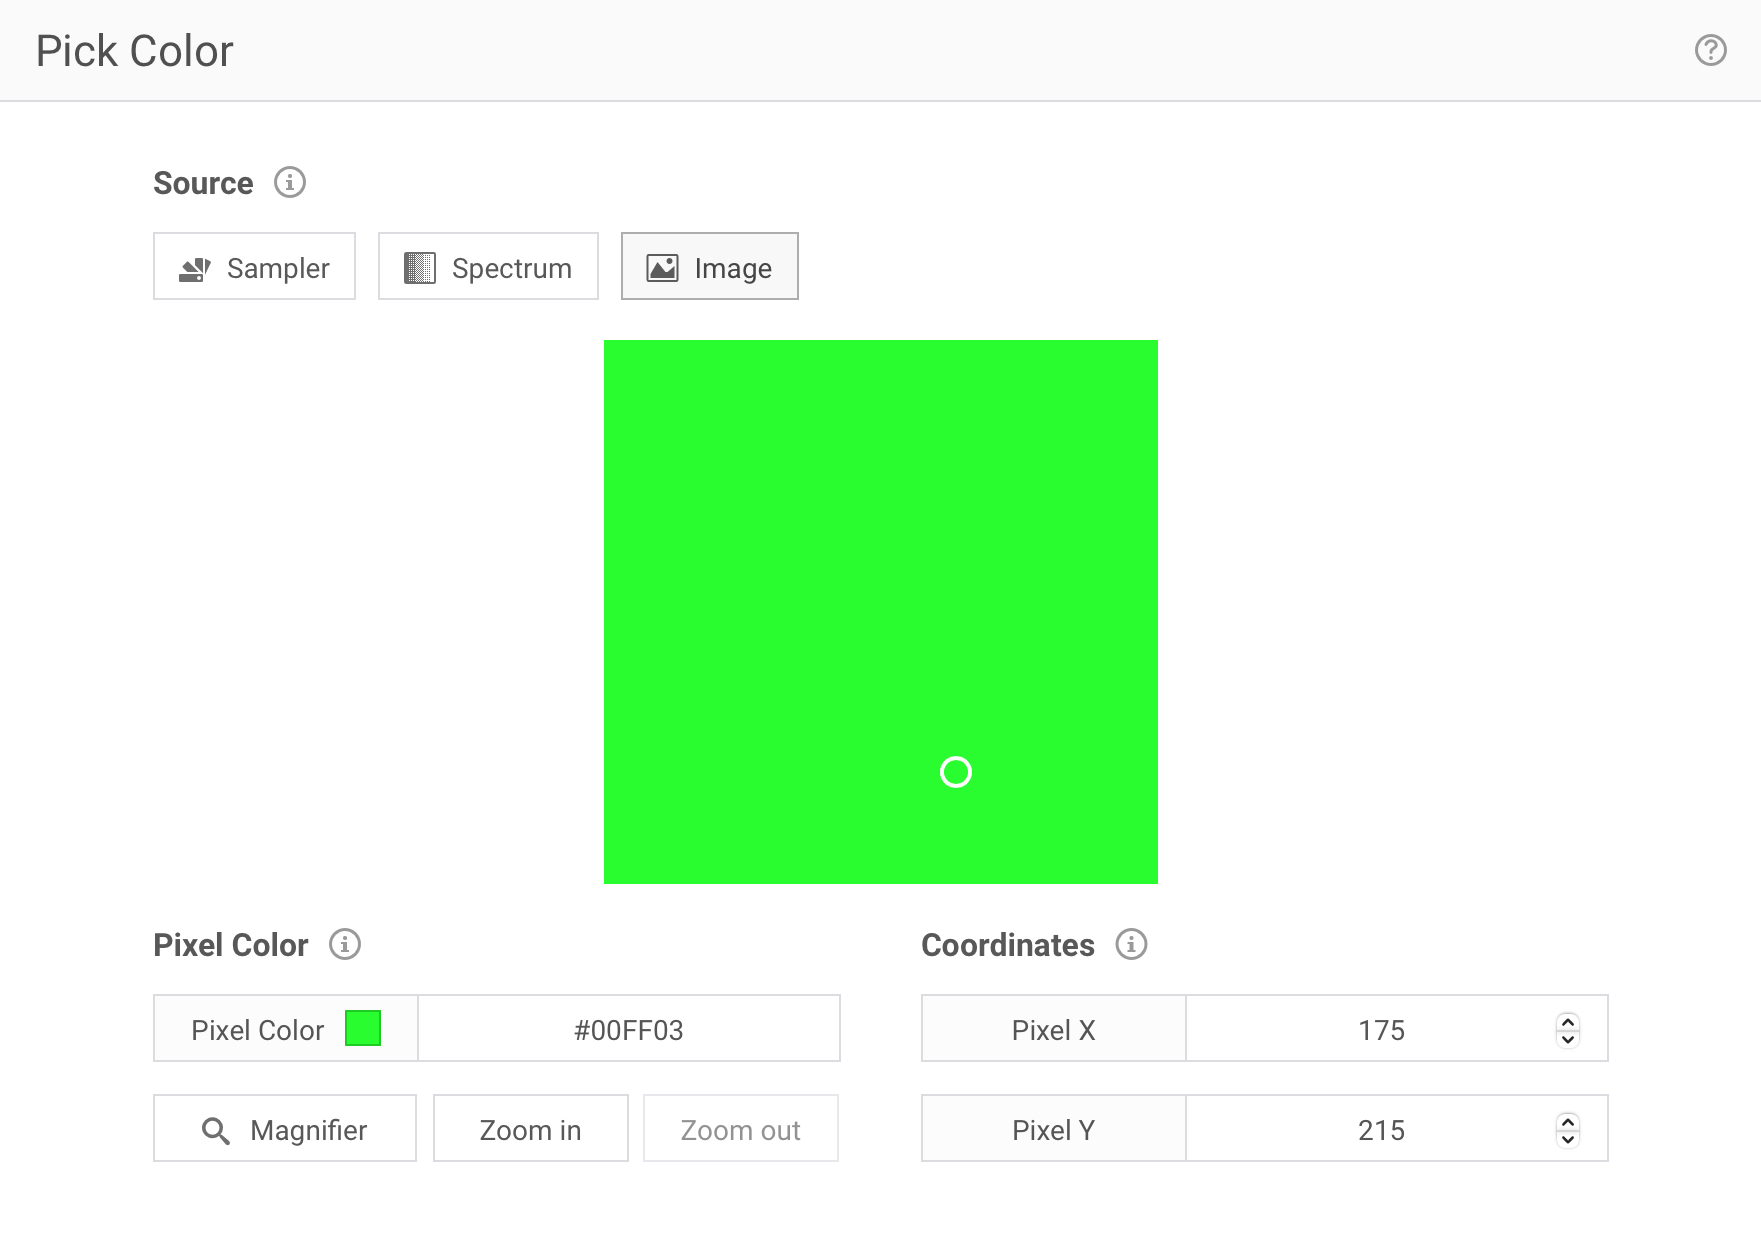 Pick Color
Source
Sampler Spectrum Image
Pixel Color Coordinates
Pixel Color #00FF03 Pixel X 175
Magnifier Zoom in Zoom out Pixel Y 215